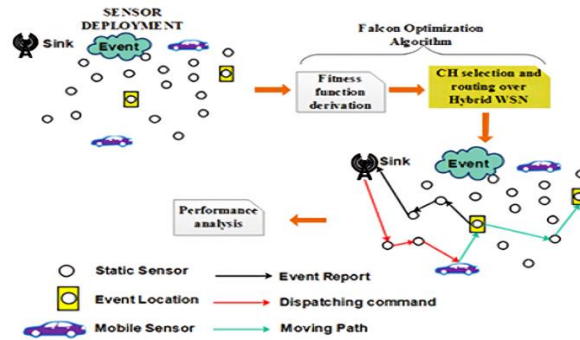 SENSOR
DEPLOYMENT
Sink
Event
Falcon Optimization
Algorithm
Fitness
function
derivation
CH selection and
routing over
Hybrid WSN
Sink
Event
Performance
analysis
Static Sensor
Event Report
Event Location
Dispatching command
Mobile Sensor
Moving Path